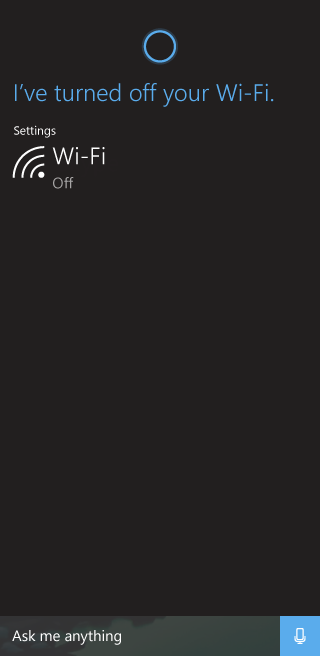 I've turned off your Wi-Fi.
Settings
Wi-Fi
Off
Ask me anything